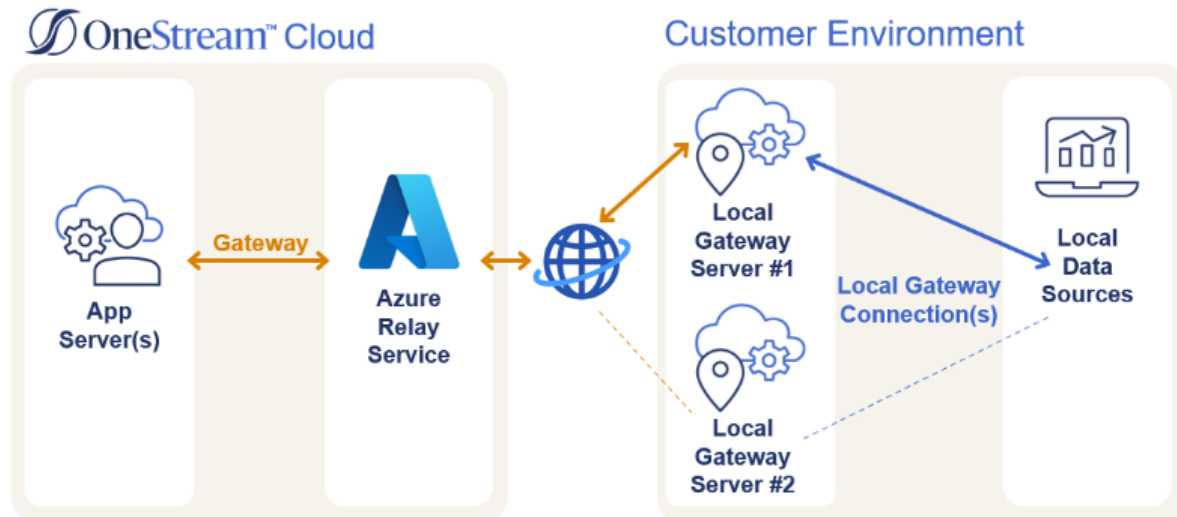 OneStream™ Cloud
Customer Environment
App
Server(s)
Gateway
Azure
Relay
Service
Local
Gateway
Server #1
Local
Gateway
Server #2
Local Gateway
Connection(s)
Local
Data
Sources